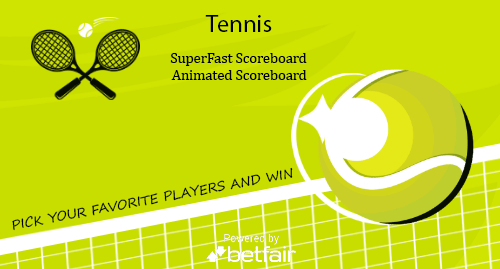 Tennis
SuperFast Scoreboard
Animated Scoreboard
PICK YOUR FAVORITE PLAYERS AND WIN
Powered by
betfair